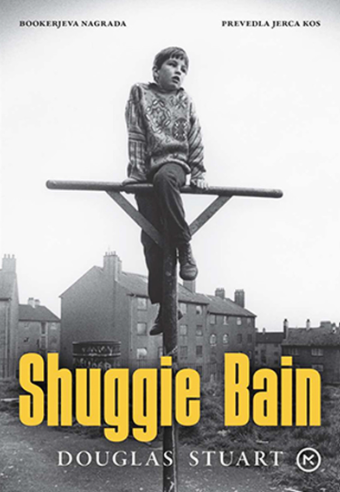 BOOKERJEVA NAGRADA
PREVEDLA JERCA KOS
Shuggie Bain
DOUGLAS STUART